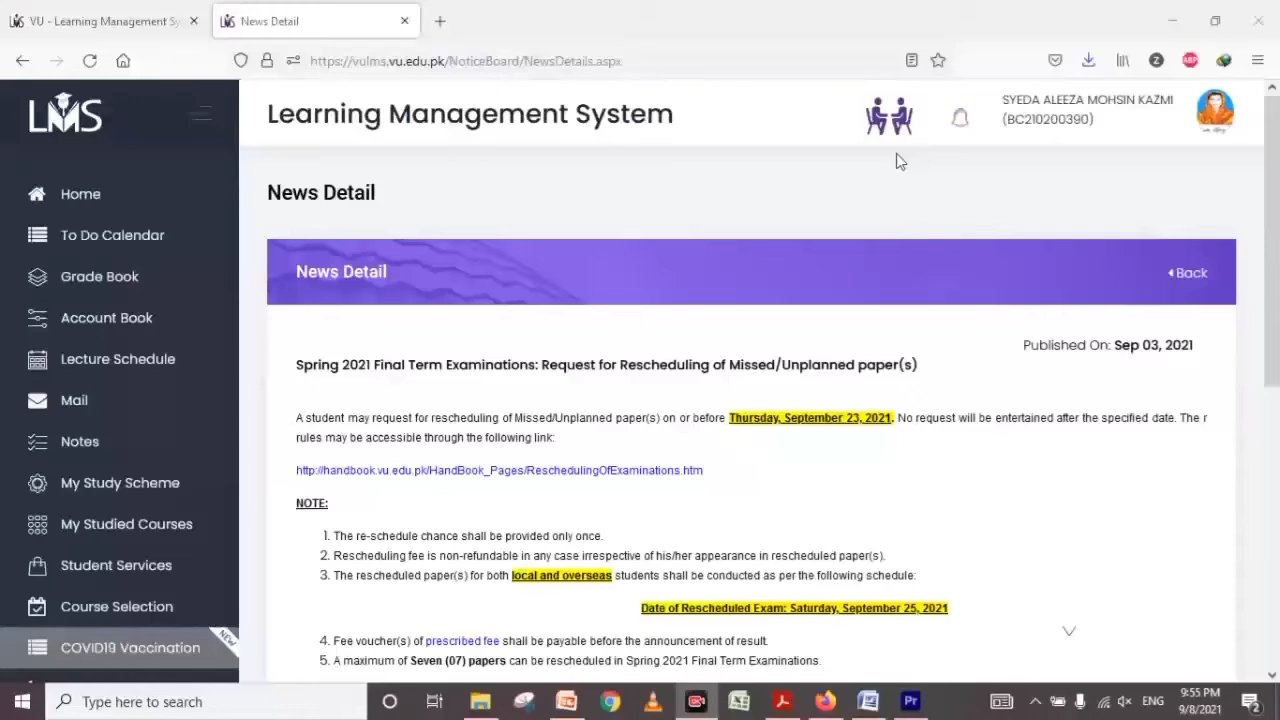 VU - Learning Management Sy
News Detail
https://vulms.vu.edu.pk/NoticeBoard/NewsDetails.aspx
LMS
Learning Management System
SYEDA ALEEZA MOHSIN KAZMI
(BC210200390)
Home
To Do Calendar
Grade Book
Account Book
Lecture Schedule
Mail
Notes
My Study Scheme
My Studied Courses
Student Services
Course Selection
COVID19 Vaccination
NEW
News Detail
News Detail
Back
Published On: Sep 03, 2021
Spring 2021 Final Term Examinations: Request for Rescheduling of Missed/Unplanned paper(s)
A student may request for rescheduling of Missed/Unplanned paper(s) on or before Thursday, September 23, 2021. No request will be entertained after the specified date. The r
rules may be accessible through the following link:
http://handbook.vu.edu.pk/HandBook_Pages/ReschedulingOfExaminations.htm
NOTE:
1. The re-schedule chance shall be provided only once.
2. Rescheduling fee is non-refundable in any case irrespective of his/her appearance in rescheduled paper(s).
3. The rescheduled paper(s) for both local and overseas students shall be conducted as per the following schedule:
Date of Rescheduled Exam: Saturday, September 25, 2021
4. Fee voucher(s) of prescribed fee shall be payable before the announcement of result.
5. A maximum of Seven (07) papers can be rescheduled in Spring 2021 Final Term Examinations.
Type here to search
ENG
9:55 PM
9/8/2021
2